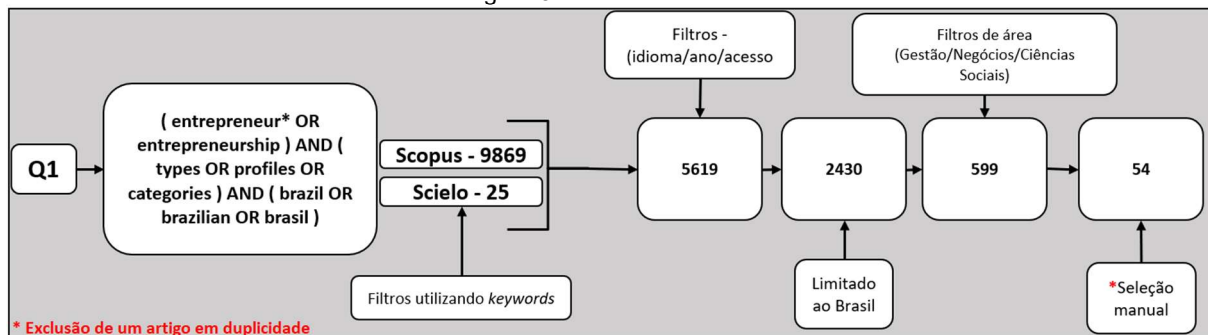 Q1
( entrepreneur* OR
entrepreneurship ) AND (
types OR profiles OR
categories ) AND ( brazil OR
brazilian OR brasil )
Scopus - 9869
Scielo - 25
Filtros utilizando keywords
Filtros -
(idioma/ano/acesso
5619
2430
Limitado
ao Brasil
Filtros de área
(Gestão/Negócios/Ciências
Sociais)
599
54
*Seleção
manual
* Exclusão de um artigo em duplicidade